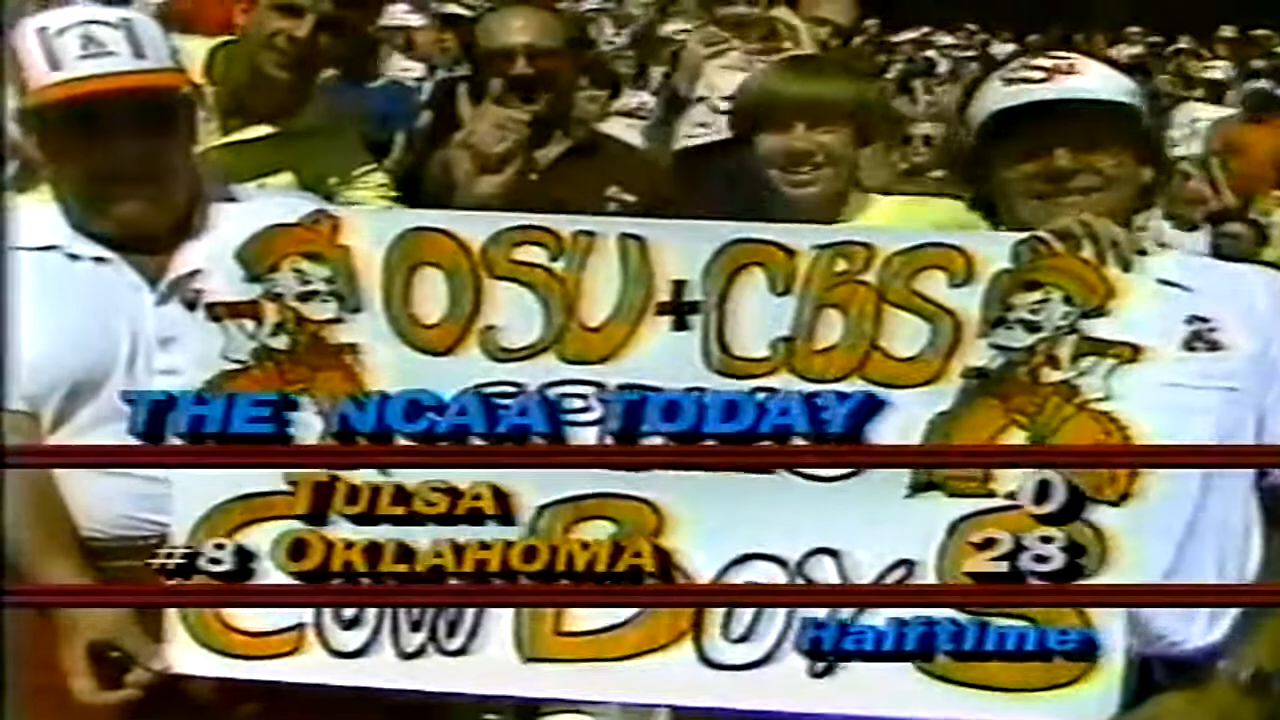 OSU + CBS
THE NCAA TODAY
TULSA 0
#8 OKLAHOMA 28
COWBOYS
Halftime